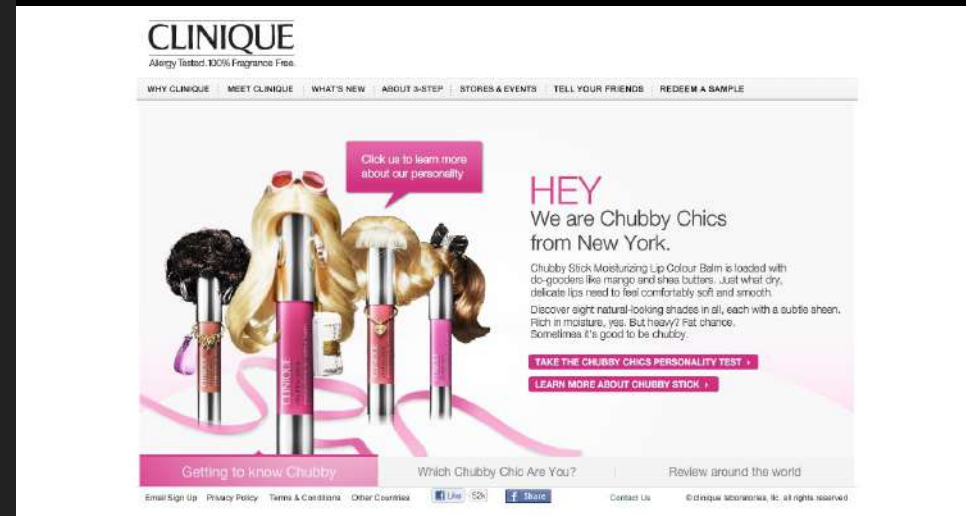 CLINIQUE
Allergy Tested. 100% Fragrance Free.
WHY CLINIQUE MEET CLINIQUE WHAT'S NEW ABOUT 3-STEP STORES & EVENTS TELL YOUR FRIENDS REDEEM A SAMPLE
Click us to learn more
about our personality
HEY
We are Chubby Chics
from New York.
Chubby Stick Moisturizing Lip Colour Balm is loaded with
do-gooders like mango and shea butters. Just what dry,
delicate lips need to feel comfortably soft and smooth.
Discover eight natural-looking shades in all, each with a subtle sheen.
Rich in moisture, yes. But heavy? Fat chance.
Sometimes it's good to be chubby.
TAKE THE CHUBBY CHICS PERSONALITY TEST
LEARN MORE ABOUT CHUBBY STICK
CLINIQUE
Getting to know Chubby Which Chubby Chic Are You? Review around the world
Email Sign Up Privacy Policy Terms & Conditions Other Countries Like 52k Share Contact Us © clinique laboratories, llc. all rights reserved